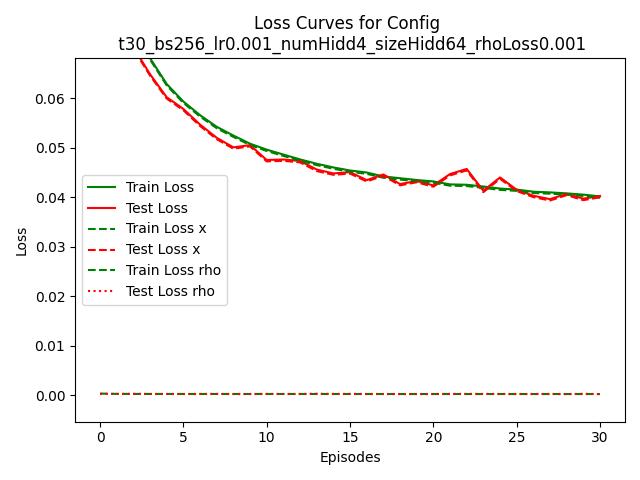 Loss Curves for Config
t30_bs256_lr0.001_numHidd4_sizeHidd64_rhoLoss0.001
0.06
0.05
0.04
0.03
0.02
0.01
0.00
Loss
Train Loss
Test Loss
Train Loss x
Test Loss x
Train Loss rho
Test Loss rho
0 5 10 15 20 25 30
Episodes